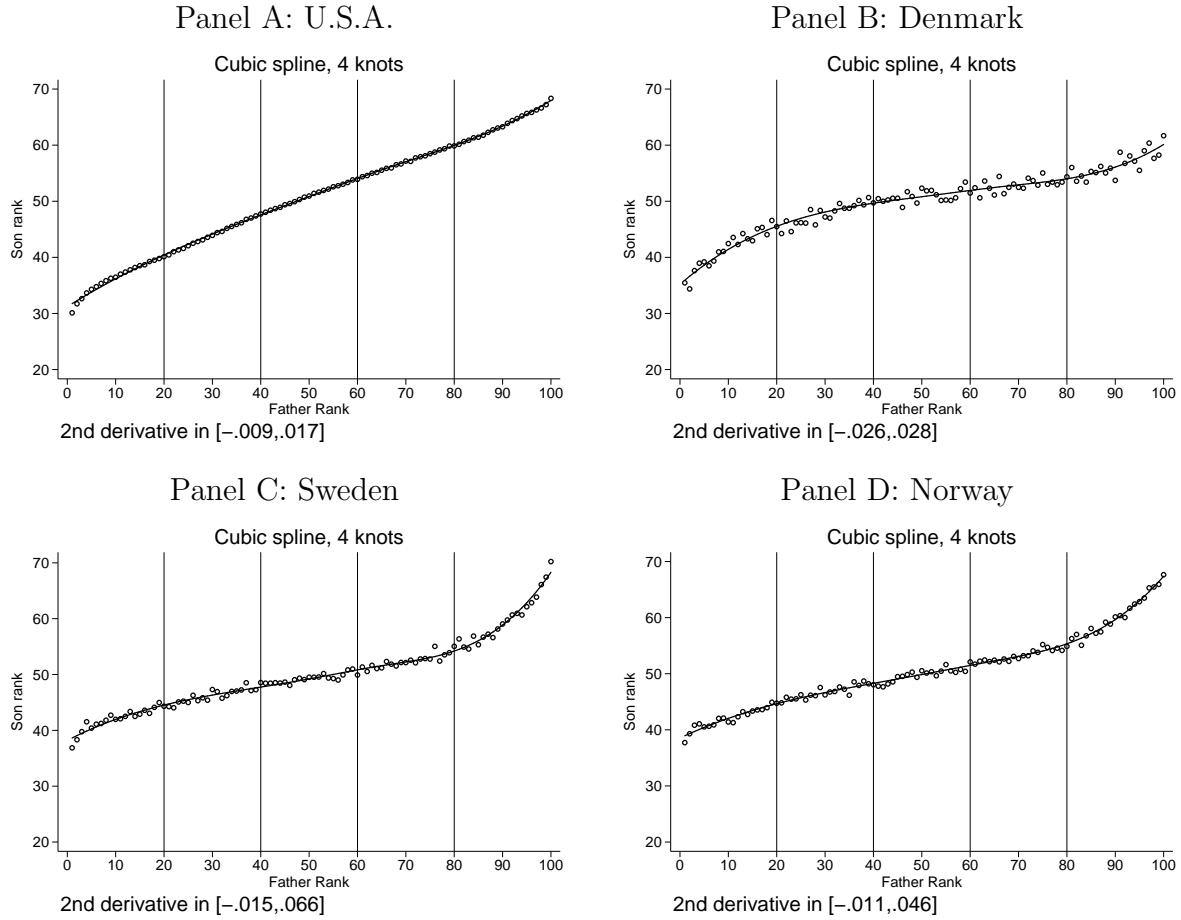 Panel A: U.S.A.
Cubic spline, 4 knots
70
60
50
40
30
20
Son rank
0 10 20 30 40 50 60 70 80 90 100
Father Rank
2nd derivative in [−.009,.017]
Panel B: Denmark
Cubic spline, 4 knots
70
60
50
40
30
20
Son rank
0 10 20 30 40 50 60 70 80 90 100
Father Rank
2nd derivative in [−.026,.028]
Panel C: Sweden
Cubic spline, 4 knots
70
60
50
40
30
20
Son rank
0 10 20 30 40 50 60 70 80 90 100
Father Rank
2nd derivative in [−.015,.066]
Panel D: Norway
Cubic spline, 4 knots
70
60
50
40
30
20
Son rank
0 10 20 30 40 50 60 70 80 90 100
Father Rank
2nd derivative in [−.011,.046]